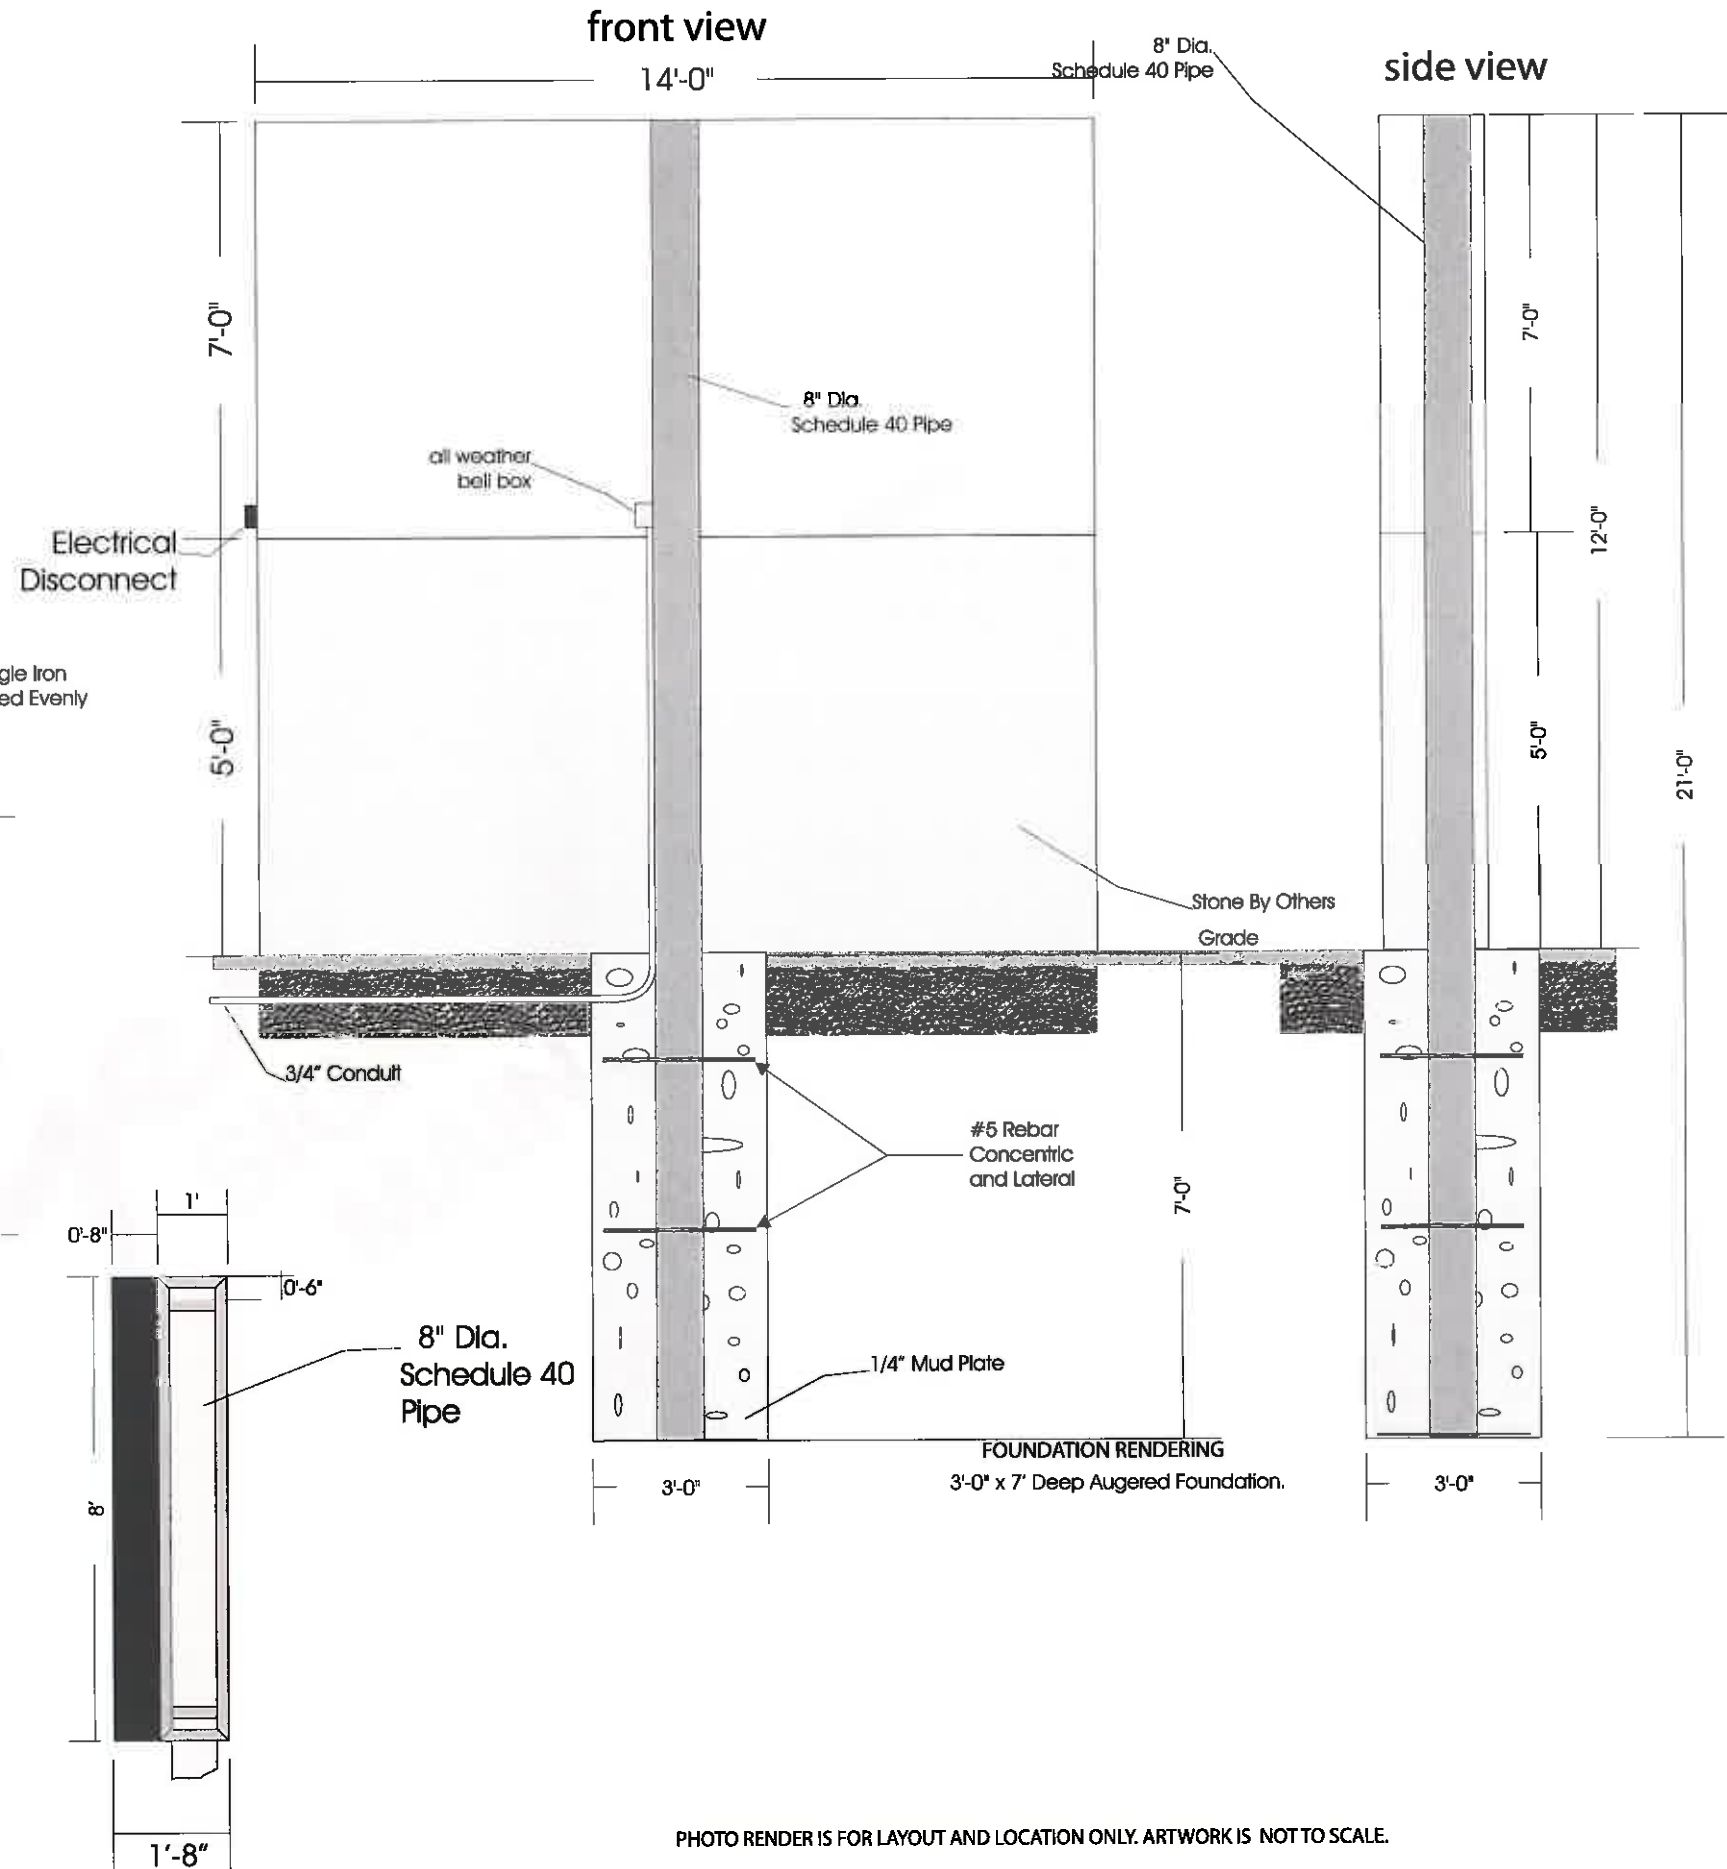 front view
14'-0"
8" Dia.
Schedule 40 Pipe
side view
7'-0"
7'-0"
8" Dia.
Schedule 40 Pipe
all weather
bell box
Electrical
Disconnect
12'-0"
gle Iron
ed Evenly
5'-0"
5'-0"
21'-0"
Stone By Others
Grade
3/4" Conduit
#5 Rebar
Concentric
and Lateral
7'-0"
1'
0'-8"
0'-6"
8" Dia.
Schedule 40
Pipe
1/4" Mud Plate
FOUNDATION RENDERING
3'-0" x 7' Deep Augered Foundation.
3'-0"
3'-0"
8'
1'-8"
PHOTO RENDER IS FOR LAYOUT AND LOCATION ONLY. ARTWORK IS NOT TO SCALE.